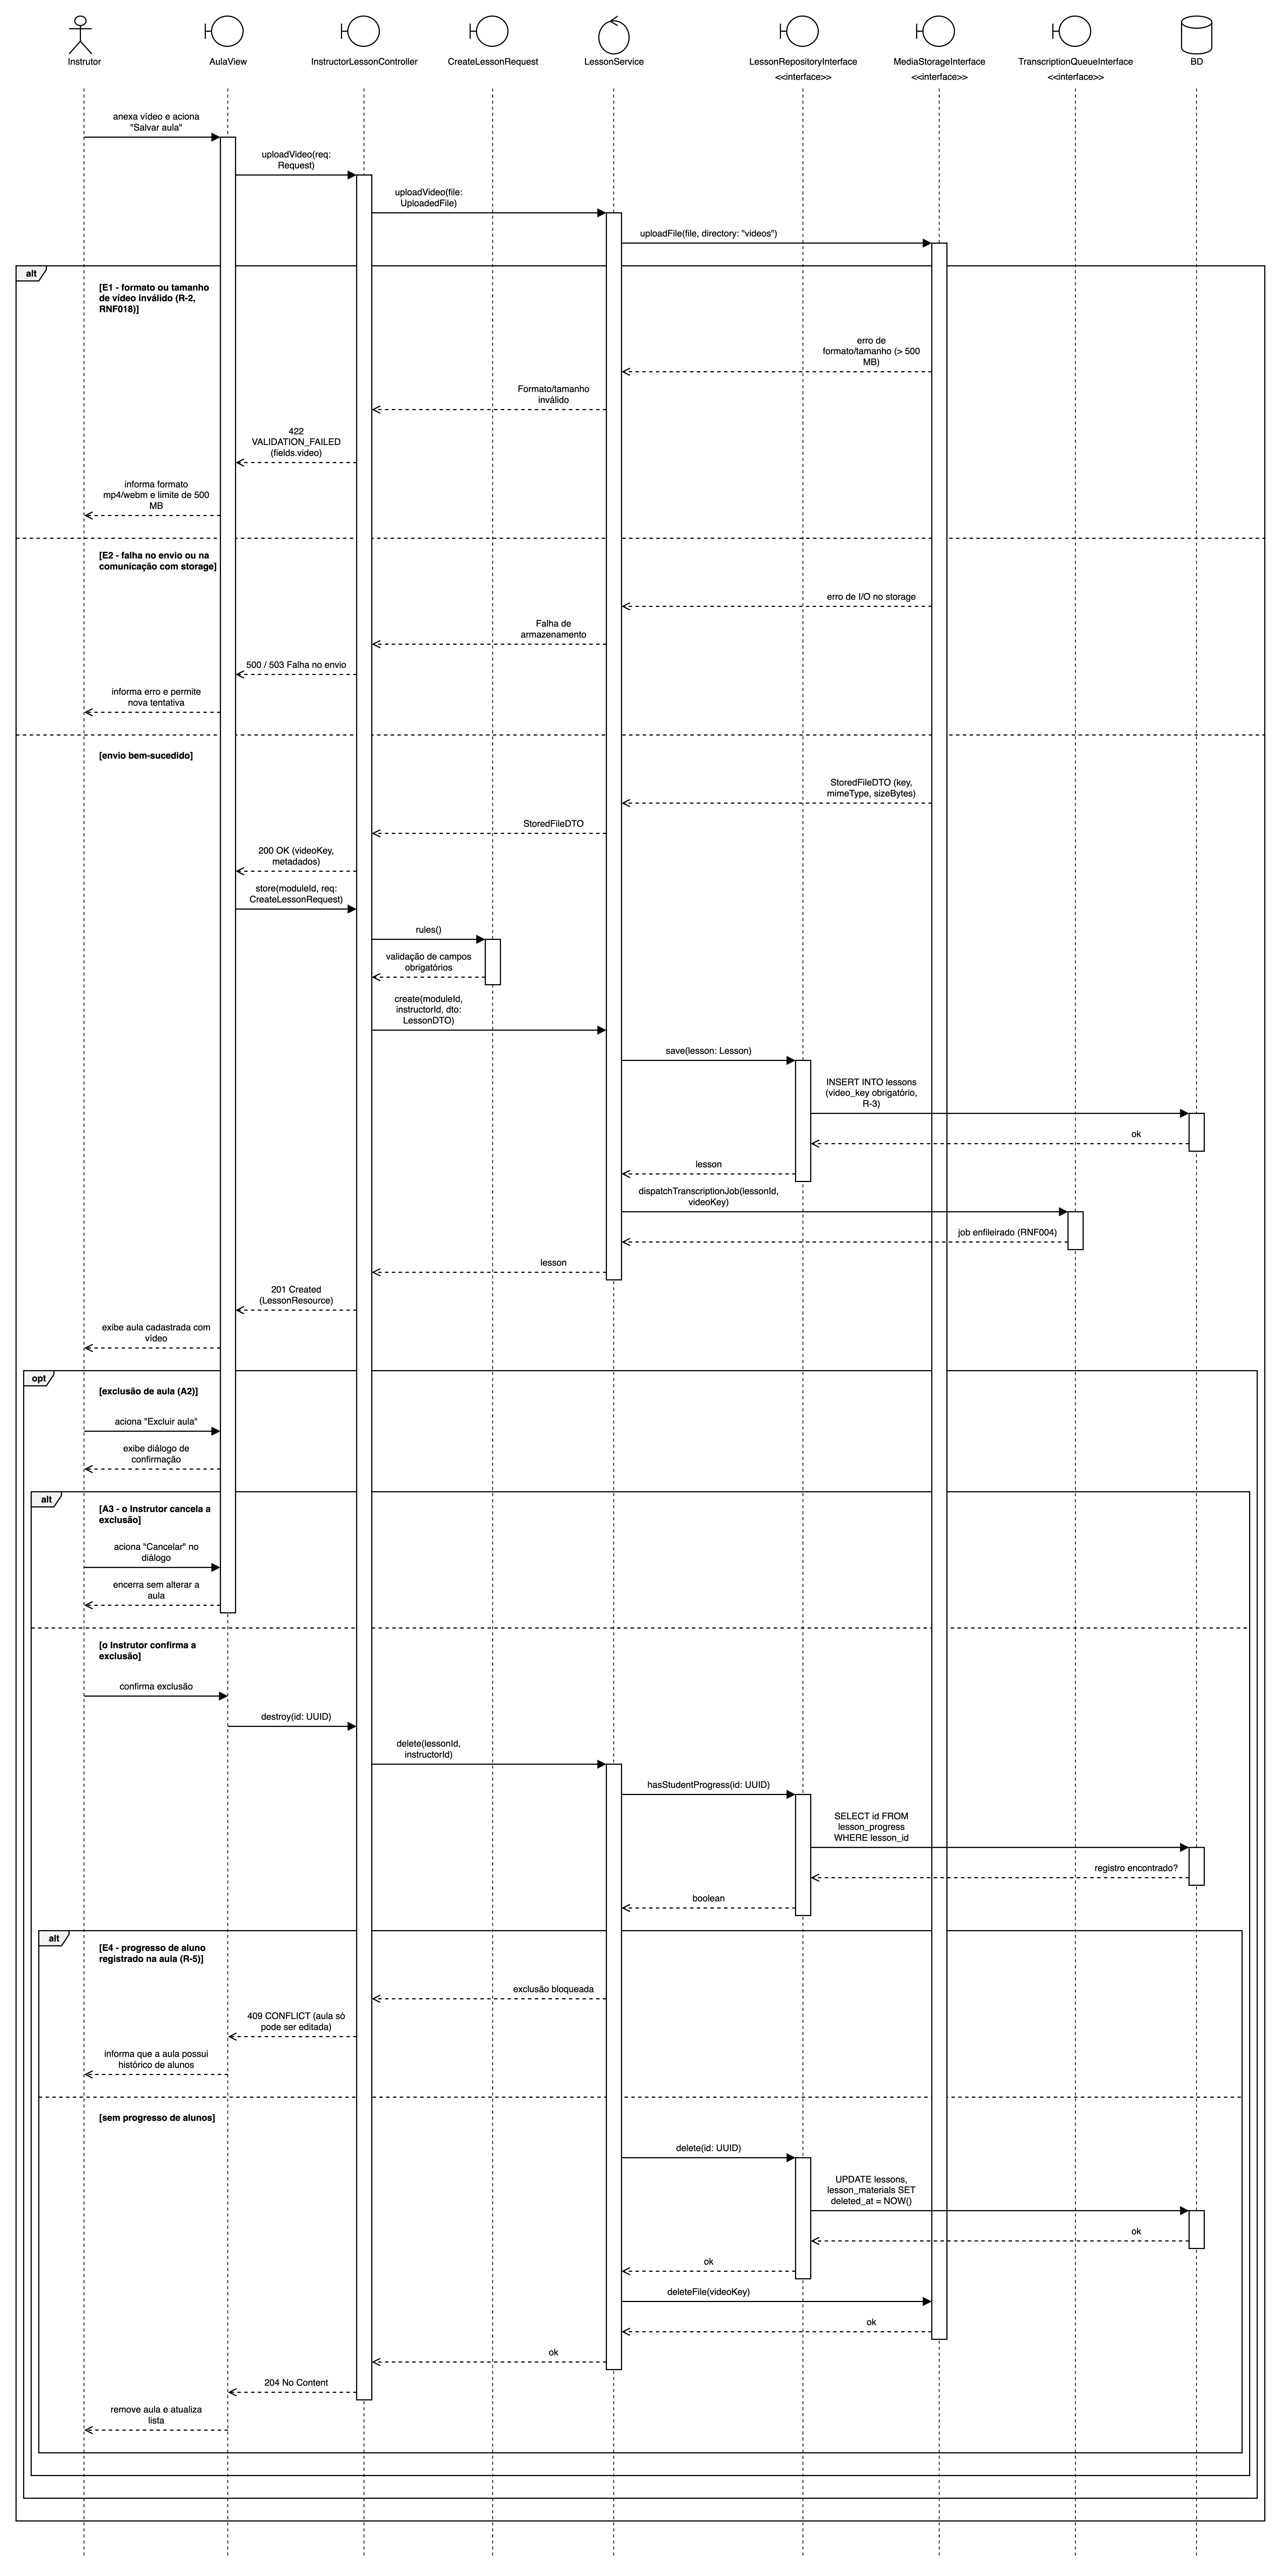 Instrutor
AulaView
InstructorLessonController
CreateLessonRequest
LessonService
LessonRepositoryInterface
<<interface>>
MediaStorageInterface
<<interface>>
TranscriptionQueueInterface
<<interface>>
BD
anexa vídeo e aciona
"Salvar aula"
uploadVideo(req:
Request)
uploadVideo(file:
UploadedFile)
uploadFile(file, directory: "videos")
alt
[E1 - formato ou tamanho
de vídeo inválido (R-2,
RNF018)]
erro de
formato/tamanho (> 500
MB)
Formato/tamanho
inválido
422
VALIDATION_FAILED
(fields.video)
informa formato
mp4/webm e limite de 500
MB
[E2 - falha no envio ou na
comunicação com storage]
erro de I/O no storage
Falha de
armazenamento
500 / 503 Falha no envio
informa erro e permite
nova tentativa
[envio bem-sucedido]
StoredFileDTO (key,
mimeType, sizeBytes)
StoredFileDTO
200 OK (videoKey,
metadados)
store(moduleId, req:
CreateLessonRequest)
rules()
validação de campos
obrigatórios
create(moduleId,
instructorId, dto:
LessonDTO)
save(lesson: Lesson)
INSERT INTO lessons
(video_key obrigatório,
R-3)
ok
lesson
dispatchTranscriptionJob(lessonId,
videoKey)
job enfileirado (RNF004)
lesson
201 Created
(LessonResource)
exibe aula cadastrada com
vídeo
opt
[exclusão de aula (A2)]
aciona "Excluir aula"
exibe diálogo de
confirmação
alt
[A3 - o Instrutor cancela a
exclusão]
aciona "Cancelar" no
diálogo
encerra sem alterar a
aula
[o Instrutor confirma a
exclusão]
confirma exclusão
destroy(id: UUID)
delete(lessonId,
instructorId)
hasStudentProgress(id: UUID)
SELECT id FROM
lesson_progress
WHERE lesson_id
registro encontrado?
boolean
alt
[E4 - progresso de aluno
registrado na aula (R-5)]
exclusão bloqueada
409 CONFLICT (aula só
pode ser editada)
informa que a aula possui
histórico de alunos
[sem progresso de alunos]
delete(id: UUID)
UPDATE lessons,
lesson_materials SET
deleted_at = NOW()
ok
ok
deleteFile(videoKey)
ok
ok
204 No Content
remove aula e atualiza
lista